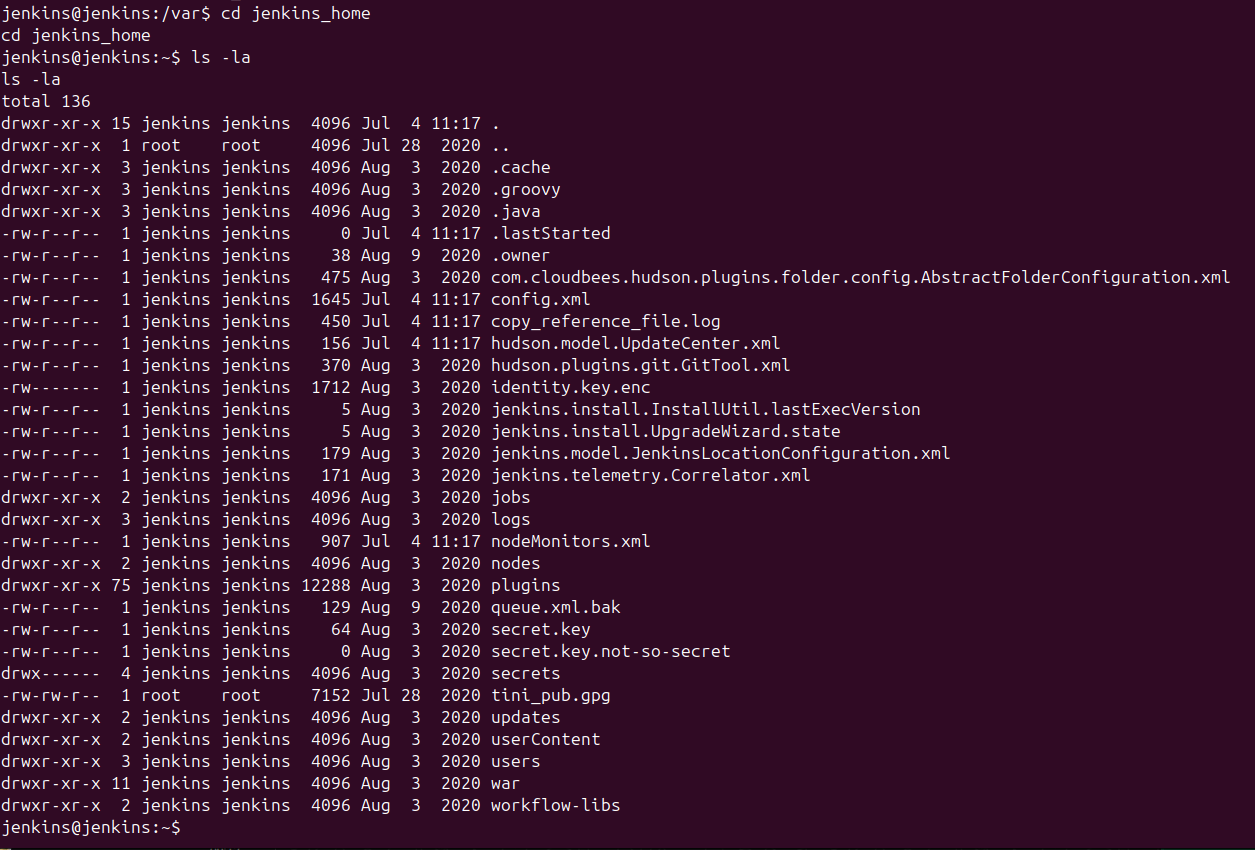 jenkins@jenkins:/var$ cd jenkins_home
cd jenkins_home
jenkins@jenkins:~$ ls -la
ls -la
total 136
drwxr-xr-x 15 jenkins jenkins  4096 Jul  4 11:17 .
drwxr-xr-x  1 root    root     4096 Jul 28  2020 ..
drwxr-xr-x  3 jenkins jenkins  4096 Aug  3  2020 .cache
drwxr-xr-x  3 jenkins jenkins  4096 Aug  3  2020 .groovy
drwxr-xr-x  3 jenkins jenkins  4096 Aug  3  2020 .java
-rw-r--r--  1 jenkins jenkins     0 Jul  4 11:17 .lastStarted
-rw-r--r--  1 jenkins jenkins    38 Aug  9  2020 .owner
-rw-r--r--  1 jenkins jenkins   475 Aug  3  2020 com.cloudbees.hudson.plugins.folder.config.AbstractFolderConfiguration.xml
-rw-r--r--  1 jenkins jenkins  1645 Jul  4 11:17 config.xml
-rw-r--r--  1 jenkins jenkins   450 Jul  4 11:17 copy_reference_file.log
-rw-r--r--  1 jenkins jenkins   156 Jul  4 11:17 hudson.model.UpdateCenter.xml
-rw-r--r--  1 jenkins jenkins   370 Aug  3  2020 hudson.plugins.git.GitTool.xml
-rw-------  1 jenkins jenkins  1712 Aug  3  2020 identity.key.enc
-rw-r--r--  1 jenkins jenkins     5 Aug  3  2020 jenkins.install.InstallUtil.lastExecVersion
-rw-r--r--  1 jenkins jenkins     5 Aug  3  2020 jenkins.install.UpgradeWizard.state
-rw-r--r--  1 jenkins jenkins   179 Aug  3  2020 jenkins.model.JenkinsLocationConfiguration.xml
-rw-r--r--  1 jenkins jenkins   171 Aug  3  2020 jenkins.telemetry.Correlator.xml
drwxr-xr-x  2 jenkins jenkins  4096 Aug  3  2020 jobs
drwxr-xr-x  3 jenkins jenkins  4096 Aug  3  2020 logs
-rw-r--r--  1 jenkins jenkins   907 Jul  4 11:17 nodeMonitors.xml
drwxr-xr-x  2 jenkins jenkins  4096 Aug  3  2020 nodes
drwxr-xr-x 75 jenkins jenkins 12288 Aug  3  2020 plugins
-rw-r--r--  1 jenkins jenkins   129 Aug  9  2020 queue.xml.bak
-rw-r--r--  1 jenkins jenkins    64 Aug  3  2020 secret.key
-rw-r--r--  1 jenkins jenkins     0 Aug  3  2020 secret.key.not-so-secret
drwx------  4 jenkins jenkins  4096 Aug  3  2020 secrets
-rw-rw-r--  1 root    root     7152 Jul 28  2020 tini_pub.gpg
drwxr-xr-x  2 jenkins jenkins  4096 Aug  3  2020 updates
drwxr-xr-x  2 jenkins jenkins  4096 Aug  3  2020 userContent
drwxr-xr-x  3 jenkins jenkins  4096 Aug  3  2020 users
drwxr-xr-x 11 jenkins jenkins  4096 Aug  3  2020 war
drwxr-xr-x  2 jenkins jenkins  4096 Aug  3  2020 workflow-libs
jenkins@jenkins:~$